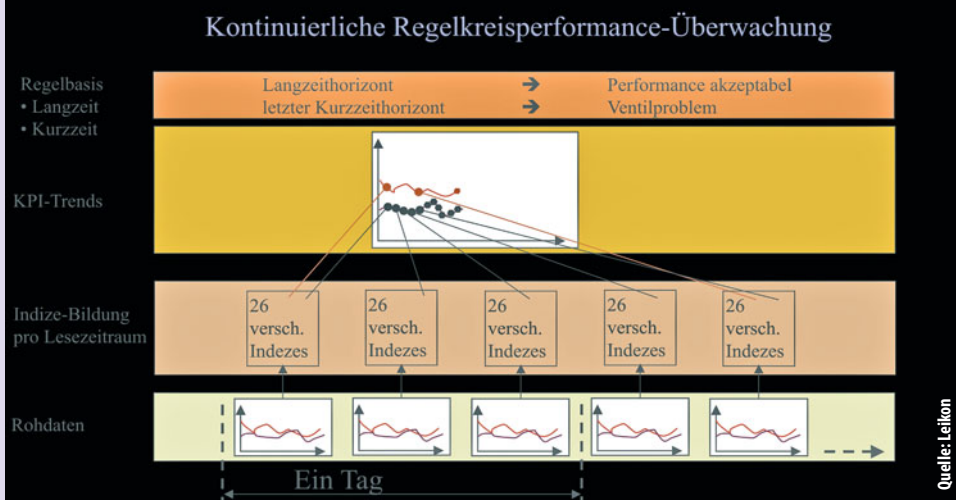 Kontinuierliche Regelkreisperformance-Überwachung
Regelbasis
• Langzeit
• Kurzzeit
Langzeithorizont ➔ Performance akzeptabel
letzter Kurzzeithorizont ➔ Ventilproblem
KPI-Trends
Indize-Bildung
pro Lesezeitraum
26
versch.
Indezes
26
versch.
Indezes
26
versch.
Indezes
26
versch.
Indezes
26
versch.
Indezes
Rohdaten
Ein Tag
Quelle: Leikon